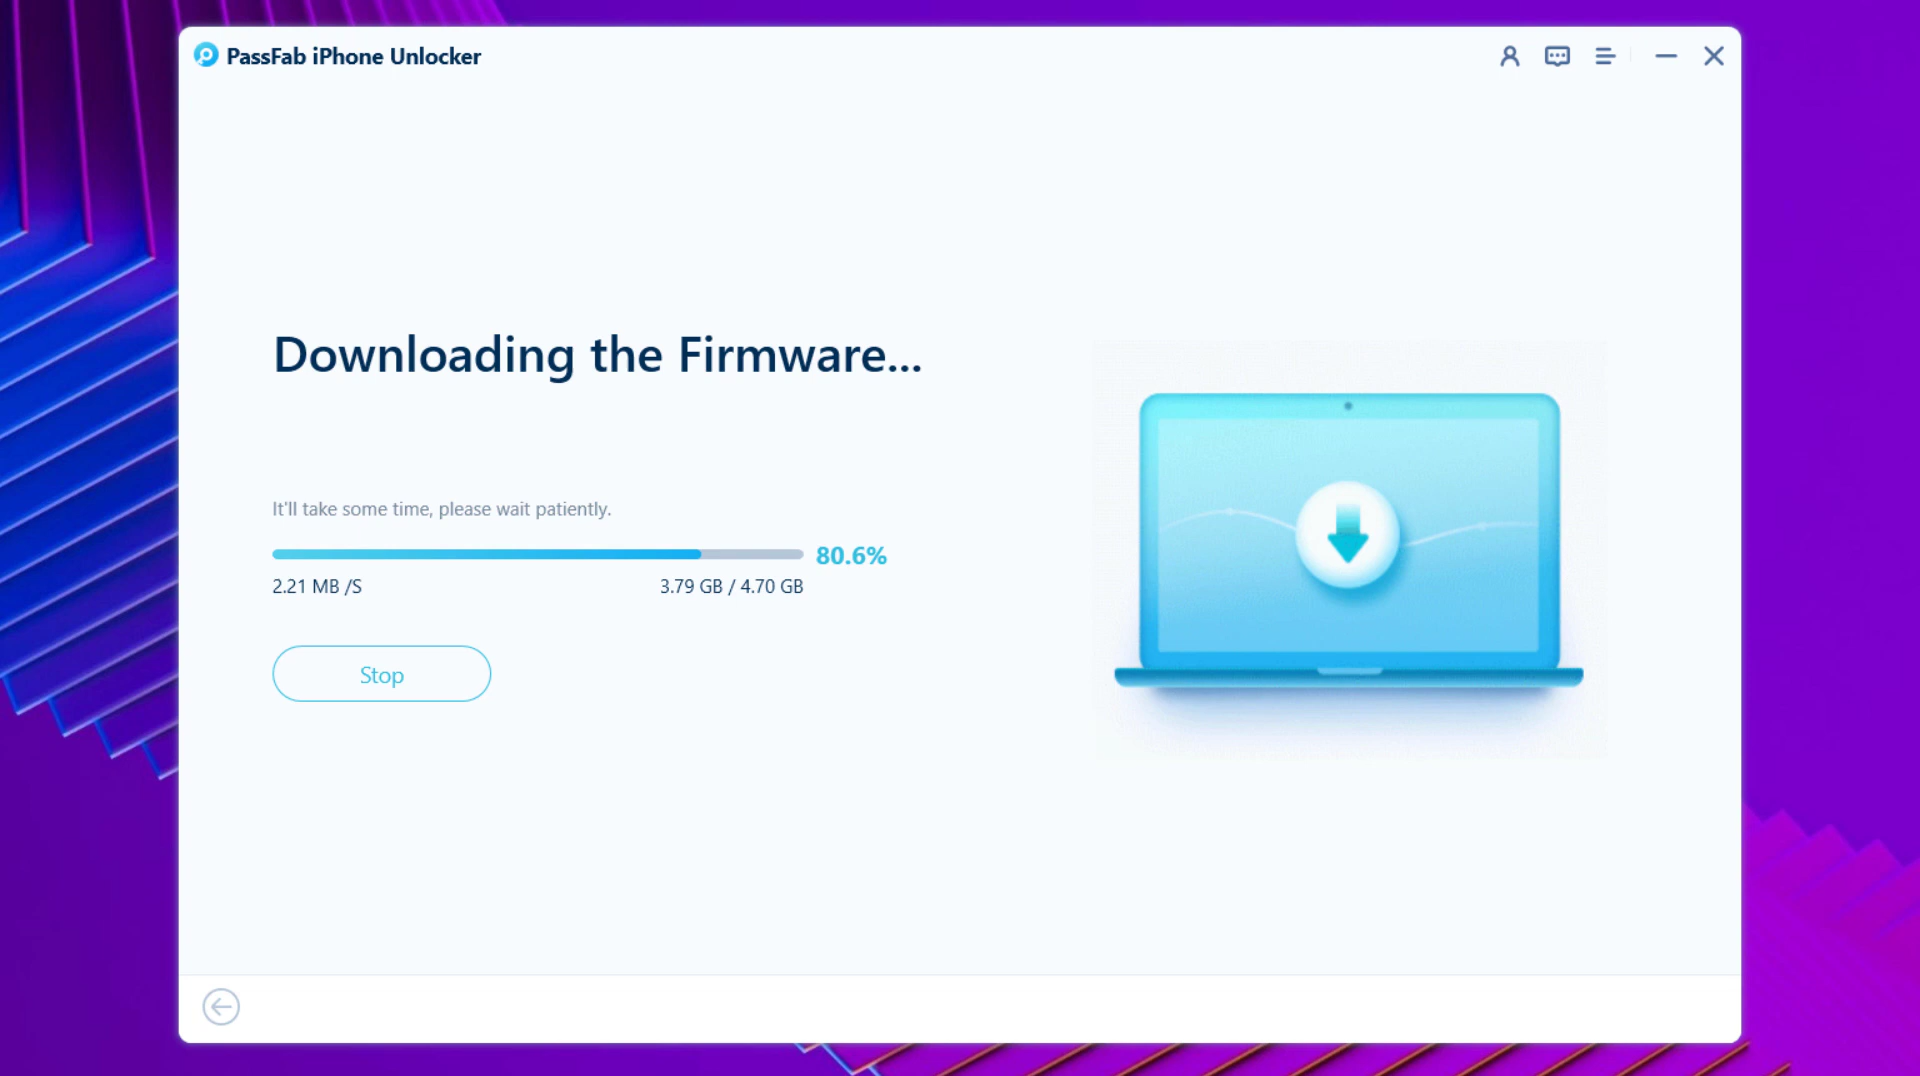 PassFab iPhone Unlocker
Downloading the Firmware...
It'll take some time, please wait patiently.
80.6%
2.21 MB /S
3.79 GB / 4.70 GB
Stop